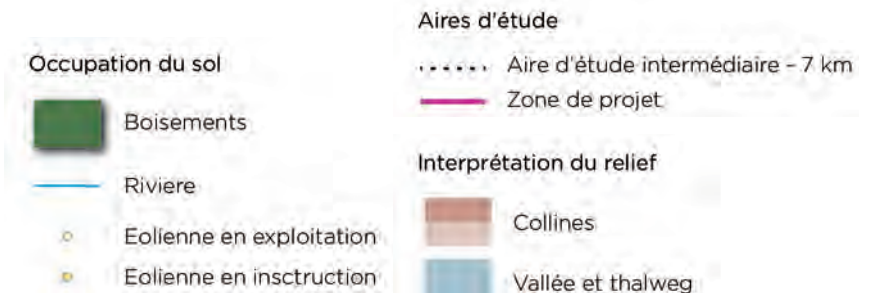 Occupation du sol
Boisements
Riviere
Eolienne en exploitation
Eolienne en insctruction
Aires d'étude
Aire d'étude intermédiaire - 7 km
Zone de projet
Interprétation du relief
Collines
Vallée et thalweg